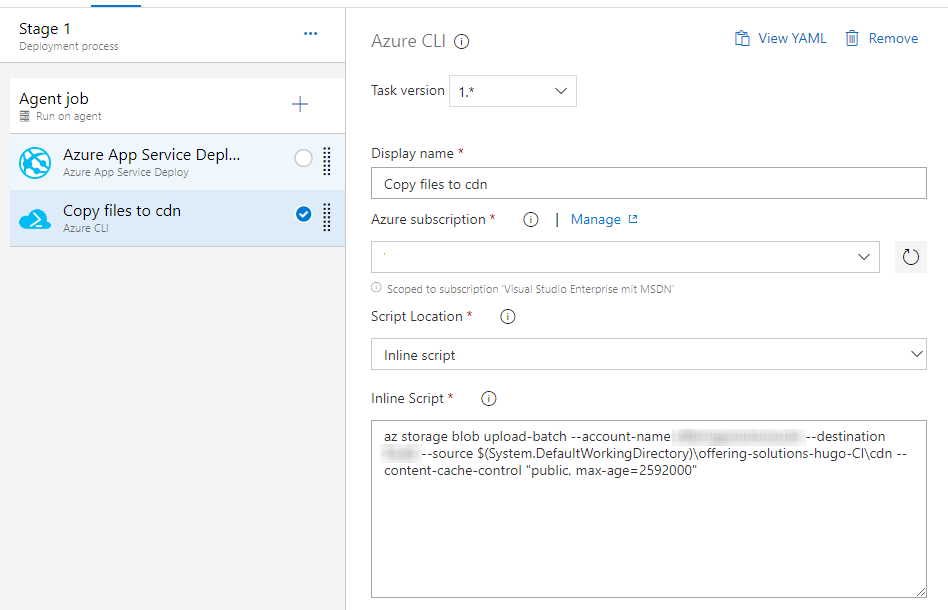 Stage 1
Deployment process
Agent job
Run on agent
Azure App Service Depl...
Azure App Service Deploy
Copy files to cdn
Azure CLI
Azure CLI
View YAML
Remove
Task version
1.*
Display name *
Copy files to cdn
Azure subscription *
| Manage
Scoped to subscription 'Visual Studio Enterprise mit MSDN'
Script Location *
Inline script
Inline Script *
az storage blob upload-batch --account-name --destination
--source $(System.DefaultWorkingDirectory)\offering-solutions-hugo-CI\cdn --
content-cache-control "public, max-age=2592000"